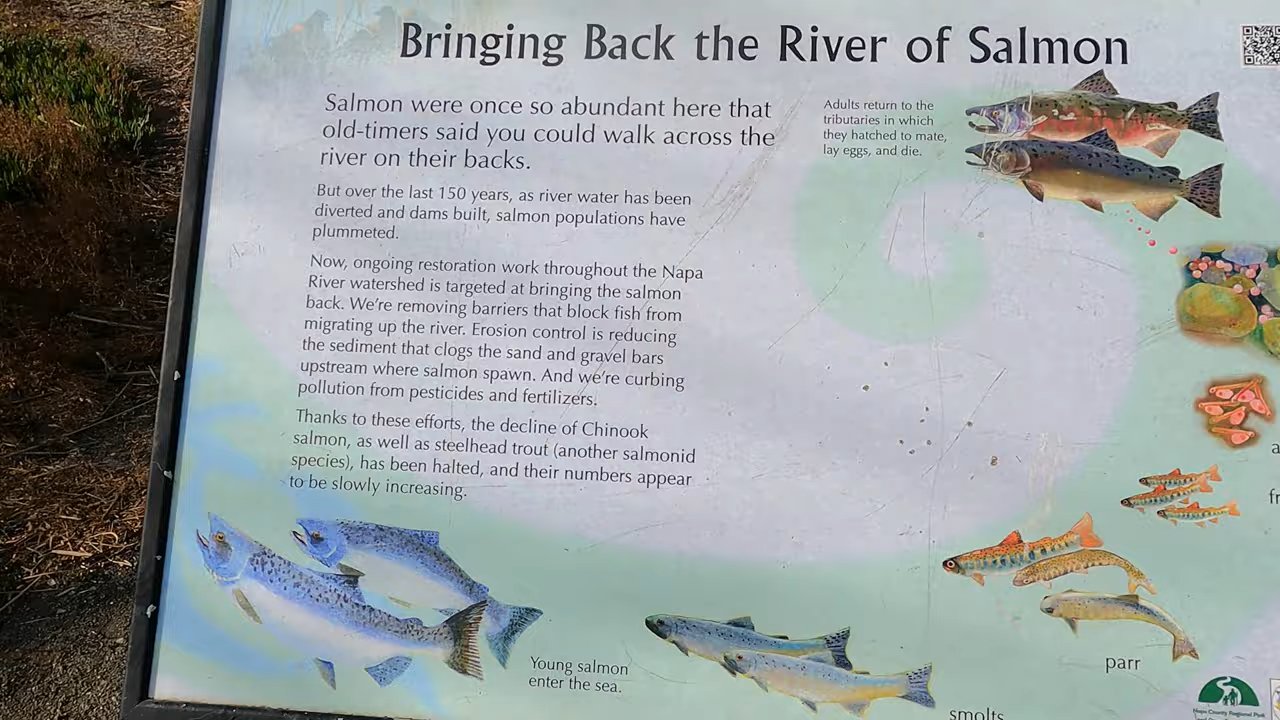 Bringing Back the River of Salmon
Salmon were once so abundant here that
old-timers said you could walk across the
river on their backs.
But over the last 150 years, as river water has been
diverted and dams built, salmon populations have
plummeted.
Now, ongoing restoration work throughout the Napa
River watershed is targeted at bringing the salmon
back. We're removing barriers that block fish from
migrating up the river. Erosion control is reducing
the sediment that clogs the sand and gravel bars
upstream where salmon spawn. And we're curbing
pollution from pesticides and fertilizers.
Thanks to these efforts, the decline of Chinook
salmon, as well as steelhead trout (another salmonid
species), has been halted, and their numbers appear
to be slowly increasing.
Adults return to the
tributaries in which
they hatched to mate,
lay eggs, and die.
parr
smolts
Young salmon
enter the sea.
Napa County Regional Park